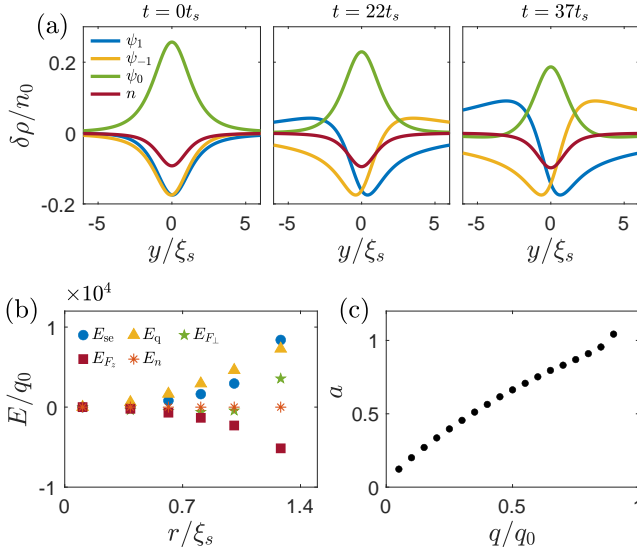 (a)
t = 0t_s
t = 22t_s
t = 37t_s
δρ/n_0
0.2
0
-0.2
ψ_1
ψ_{-1}
ψ_0
n
-5 0 5
-5 0 5
-5 0 5
y/ξ_s
y/ξ_s
y/ξ_s
(b)
×10^4
E/q_0
1
0
-1
E_se E_q E_{F_⊥}
E_{F_z} E_n
0 0.7 1.4
r/ξ_s
(c)
a
1
0.5
0
0 0.5 1
q/q_0